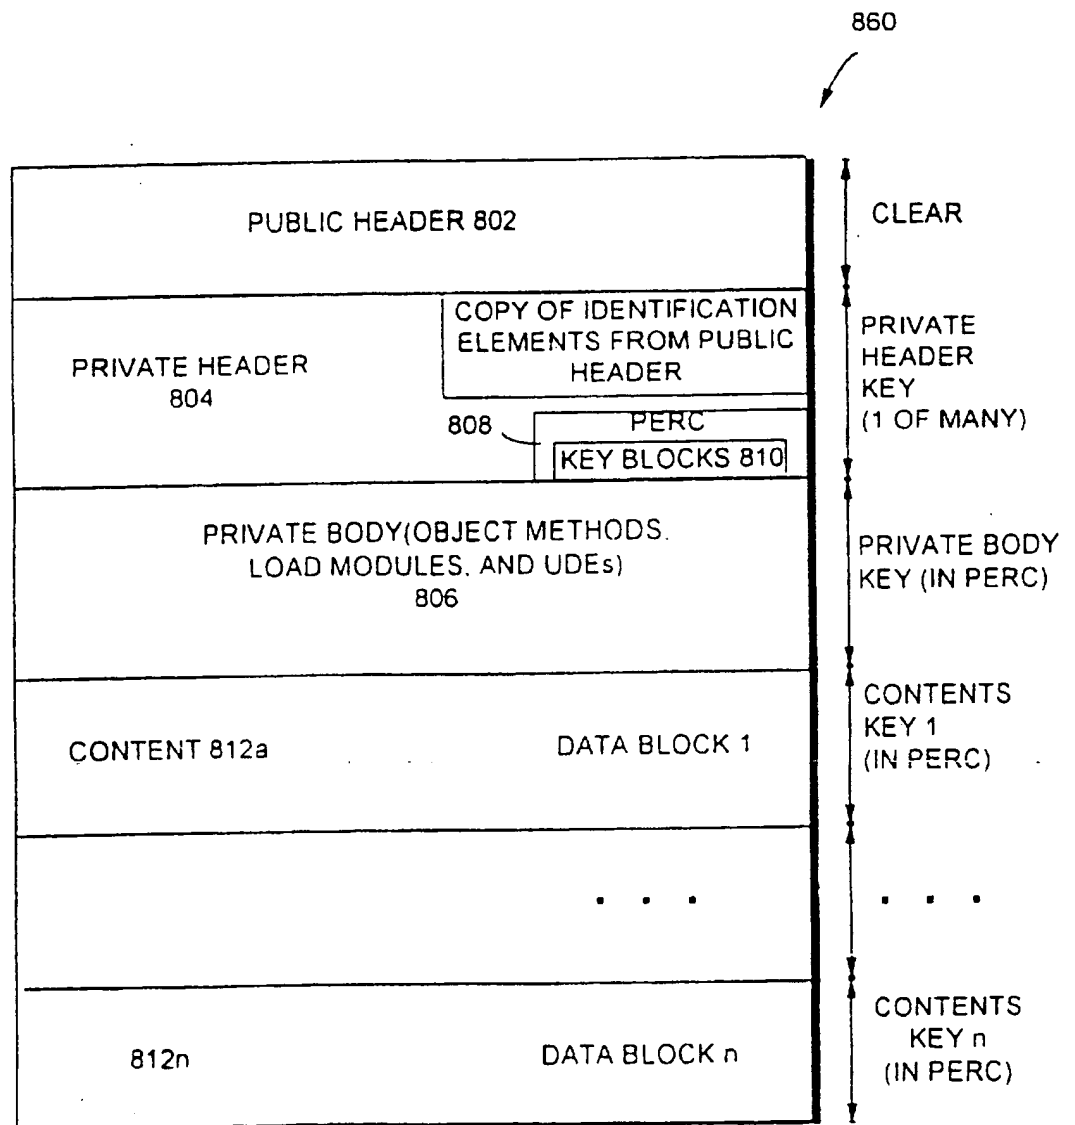 860
PUBLIC HEADER 802
CLEAR
COPY OF IDENTIFICATION
ELEMENTS FROM PUBLIC
HEADER
PRIVATE HEADER
804
PRIVATE
HEADER
KEY
(1 OF MANY)
808
PERC
KEY BLOCKS 810
PRIVATE BODY(OBJECT METHODS.
LOAD MODULES, AND UDEs)
806
PRIVATE BODY
KEY (IN PERC)
CONTENT 812a
DATA BLOCK 1
CONTENTS
KEY 1
(IN PERC)
. . .
. . .
812n
DATA BLOCK n
CONTENTS
KEY n
(IN PERC)